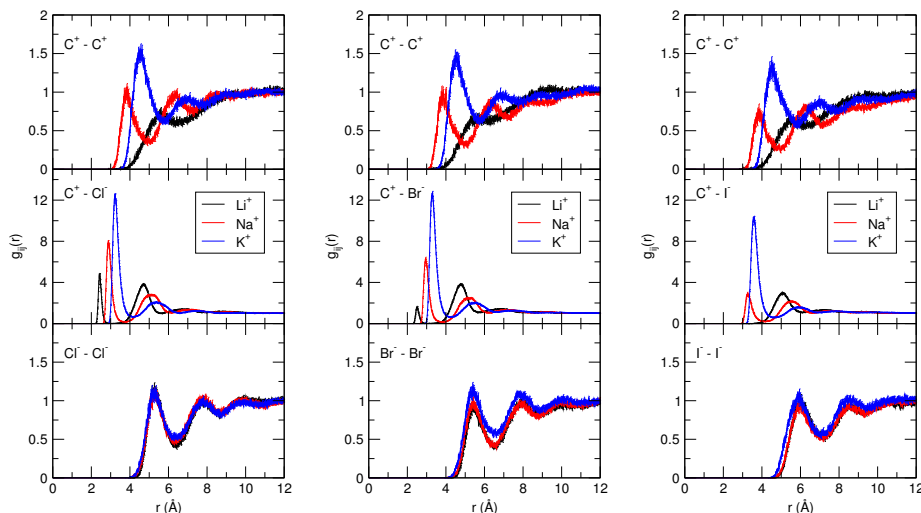 2
1.5
1
0.5
0
C⁺ - C⁺
C⁺ - C⁺
C⁺ - C⁺
2
1.5
1
0.5
0
2
1.5
1
0.5
0
gᵢⱼ(r)
12
8
4
0
C⁺ - Cl⁻
Li⁺
Na⁺
K⁺
gᵢⱼ(r)
12
8
4
0
C⁺ - Br⁻
Li⁺
Na⁺
K⁺
gᵢⱼ(r)
12
8
4
0
C⁺ - I⁻
Li⁺
Na⁺
K⁺
1.5
1
0.5
0
Cl⁻ - Cl⁻
0 2 4 6 8 10 12
r (Å)
1.5
1
0.5
0
Br⁻ - Br⁻
0 2 4 6 8 10 12
r (Å)
1.5
1
0.5
0
I⁻ - I⁻
0 2 4 6 8 10 12
r (Å)